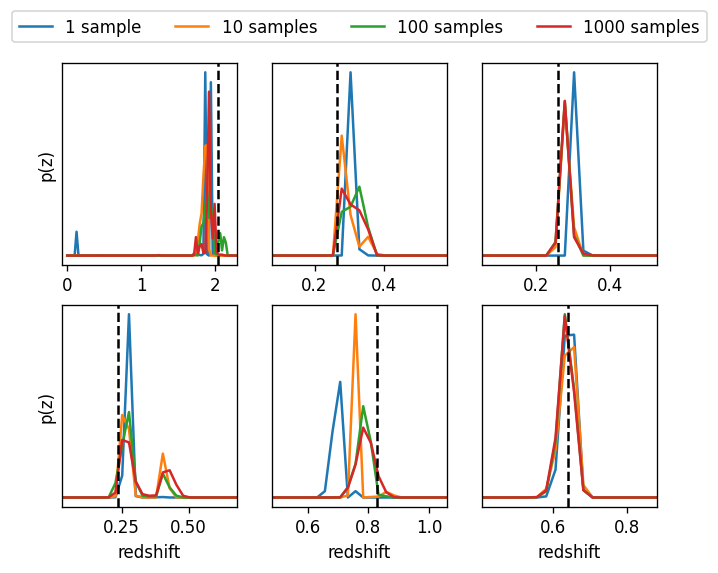 1 sample 10 samples 100 samples 1000 samples
p(z)
0 1 2 0.2 0.4 0.2 0.4
p(z)
0.25 0.50 0.6 0.8 1.0 0.6 0.8
redshift redshift redshift